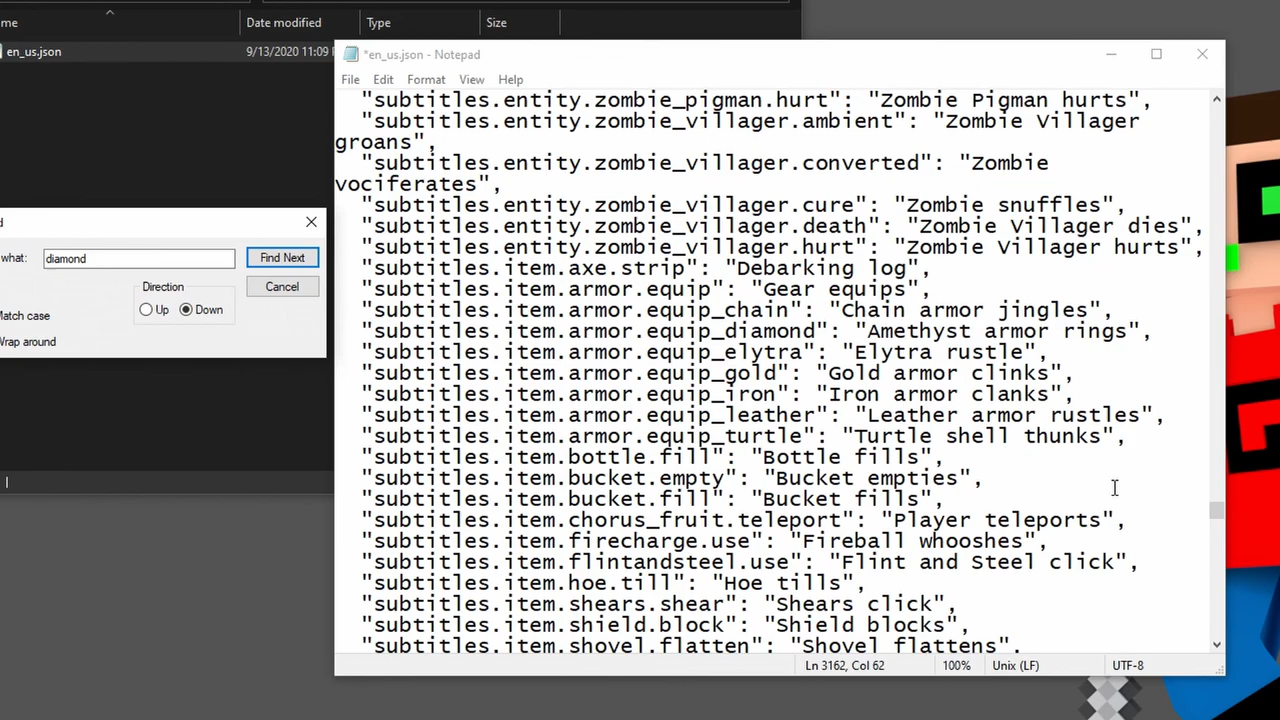 me
Date modified
Type
Size
en_us.json
9/13/2020 11:09
*en_us.json - Notepad
File Edit Format View Help
"subtitles.entity.zombie_pigman.hurt": "Zombie Pigman hurts",
"subtitles.entity.zombie_villager.ambient": "Zombie Villager
groans",
"subtitles.entity.zombie_villager.converted": "Zombie
vociferates",
"subtitles.entity.zombie_villager.cure": "Zombie snuffles",
"subtitles.entity.zombie_villager.death": "Zombie Villager dies",
"subtitles.entity.zombie_villager.hurt": "Zombie Villager hurts",
"subtitles.item.axe.strip": "Debarking log",
"subtitles.item.armor.equip": "Gear equips",
"subtitles.item.armor.equip_chain": "Chain armor jingles",
"subtitles.item.armor.equip_diamond": "Amethyst armor rings",
"subtitles.item.armor.equip_elytra": "Elytra rustle",
"subtitles.item.armor.equip_gold": "Gold armor clinks",
"subtitles.item.armor.equip_iron": "Iron armor clanks",
"subtitles.item.armor.equip_leather": "Leather armor rustles",
"subtitles.item.armor.equip_turtle": "Turtle shell thunks",
"subtitles.item.bottle.fill": "Bottle fills",
"subtitles.item.bucket.empty": "Bucket empties",
"subtitles.item.bucket.fill": "Bucket fills",
"subtitles.item.chorus_fruit.teleport": "Player teleports",
"subtitles.item.firecharge.use": "Fireball whooshes",
"subtitles.item.flintandsteel.use": "Flint and Steel click",
"subtitles.item.hoe.till": "Hoe tills",
"subtitles.item.shears.shear": "Shears click",
"subtitles.item.shield.block": "Shield blocks",
"subtitles.item.shovel.flatten": "Shovel flattens",
Ln 3162, Col 62
100%
Unix (LF)
UTF-8
d
what:
diamond
Find Next
Direction
Cancel
Up
Down
Match case
Wrap around